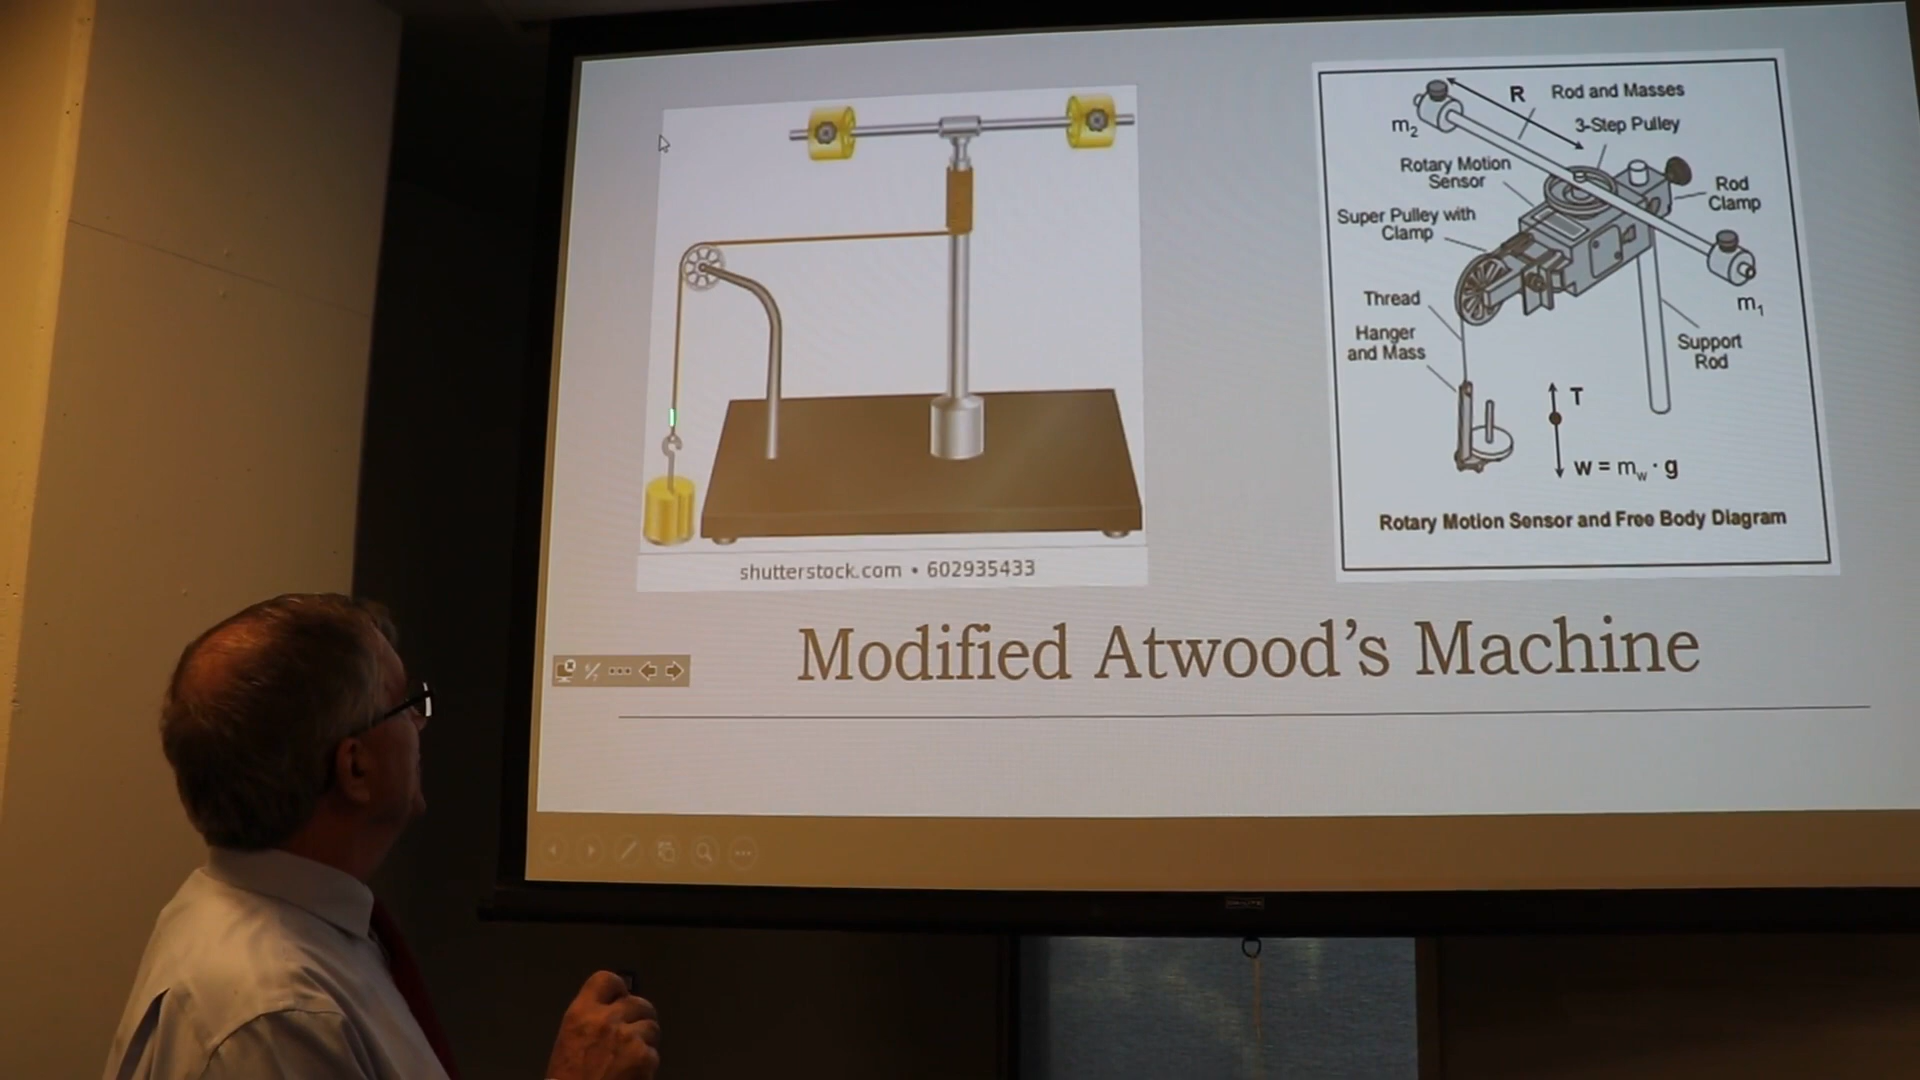 R Rod and Masses
m₂
3-Step Pulley
Rotary Motion
Sensor
Rod
Clamp
Super Pulley with
Clamp
Thread
m₁
Hanger
and Mass
Support
Rod
T
w = m_w · g
Rotary Motion Sensor and Free Body Diagram
shutterstock.com • 602935433
Modified Atwood's Machine